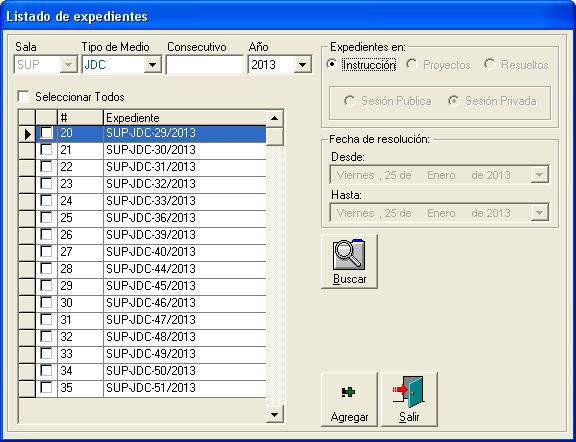 Listado de expedientes
Sala Tipo de Medio Consecutivo Año
SUP JDC 2013
Expedientes en:
Instrucción Proyectos Resueltos
Sesión Publica Sesión Privada
Seleccionar Todos
# Expediente
20 SUP-JDC-29/2013
21 SUP-JDC-30/2013
22 SUP-JDC-31/2013
23 SUP-JDC-32/2013
24 SUP-JDC-33/2013
25 SUP-JDC-36/2013
26 SUP-JDC-39/2013
27 SUP-JDC-40/2013
28 SUP-JDC-44/2013
29 SUP-JDC-45/2013
30 SUP-JDC-46/2013
31 SUP-JDC-47/2013
32 SUP-JDC-48/2013
33 SUP-JDC-49/2013
34 SUP-JDC-50/2013
35 SUP-JDC-51/2013
Fecha de resolución:
Desde:
Viernes , 25 de Enero de 2013
Hasta:
Viernes , 25 de Enero de 2013
Buscar
Agregar Salir